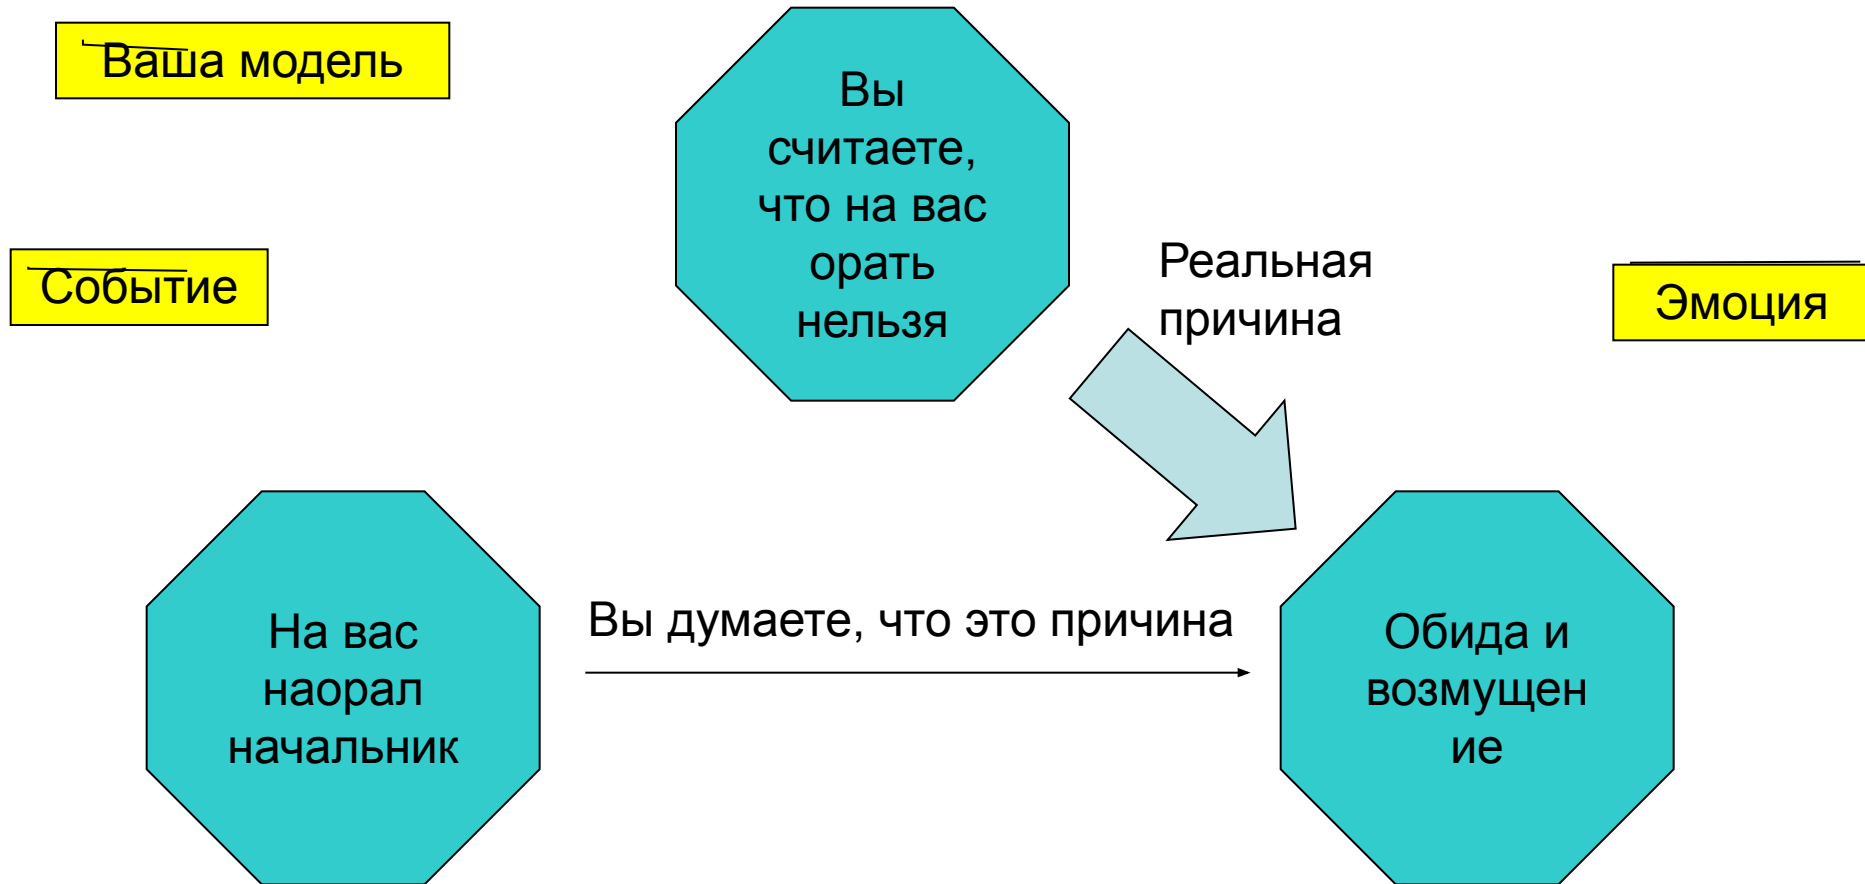 Ваша модель
Вы
считаете,
что на вас
орать
нельзя
Событие
Реальная
причина
Эмоция
На вас
наорал
начальник
Вы думаете, что это причина
Обида и
возмущен
ие